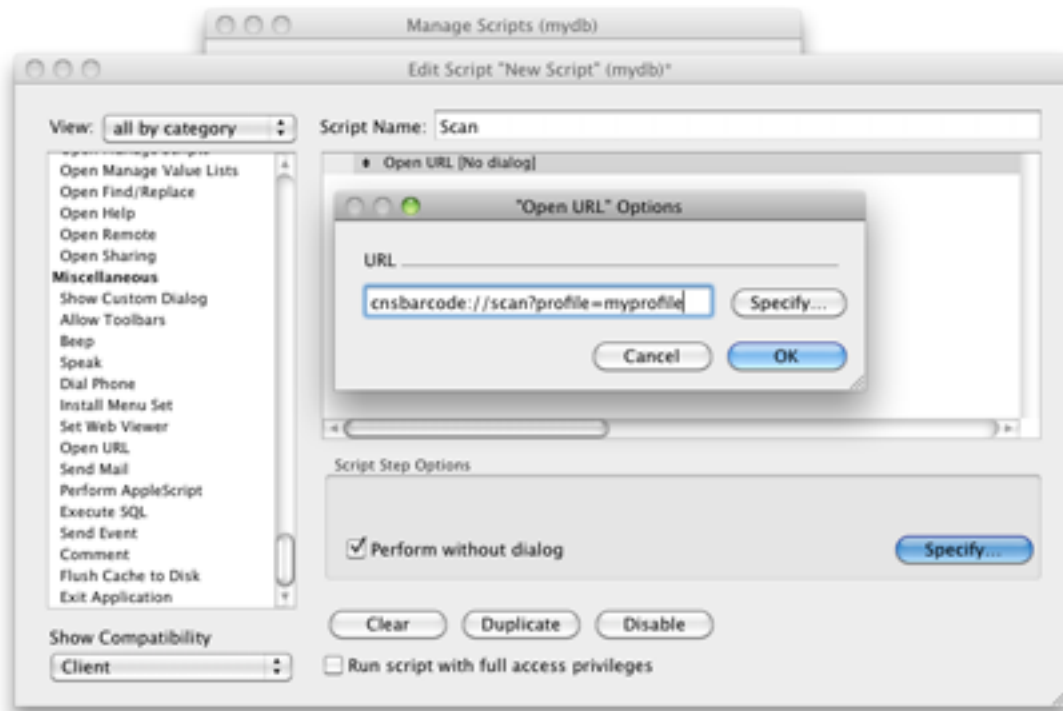 Manage Scripts (mydb)
Edit Script "New Script" (mydb)*
View: all by category
Script Name: Scan
Open Manage Value Lists
Open Find/Replace
Open Help
Open Remote
Open Sharing
Miscellaneous
Show Custom Dialog
Allow Toolbars
Beep
Speak
Dial Phone
Install Menu Set
Set Web Viewer
Open URL
Send Mail
Perform AppleScript
Execute SQL
Send Event
Comment
Flush Cache to Disk
Exit Application
Show Compatibility
Client
Open URL [No dialog]
"Open URL" Options
URL
cnsbarcode://scan?profile=myprofile
Specify...
Cancel
OK
Script Step Options
Perform without dialog
Specify...
Clear
Duplicate
Disable
Run script with full access privileges